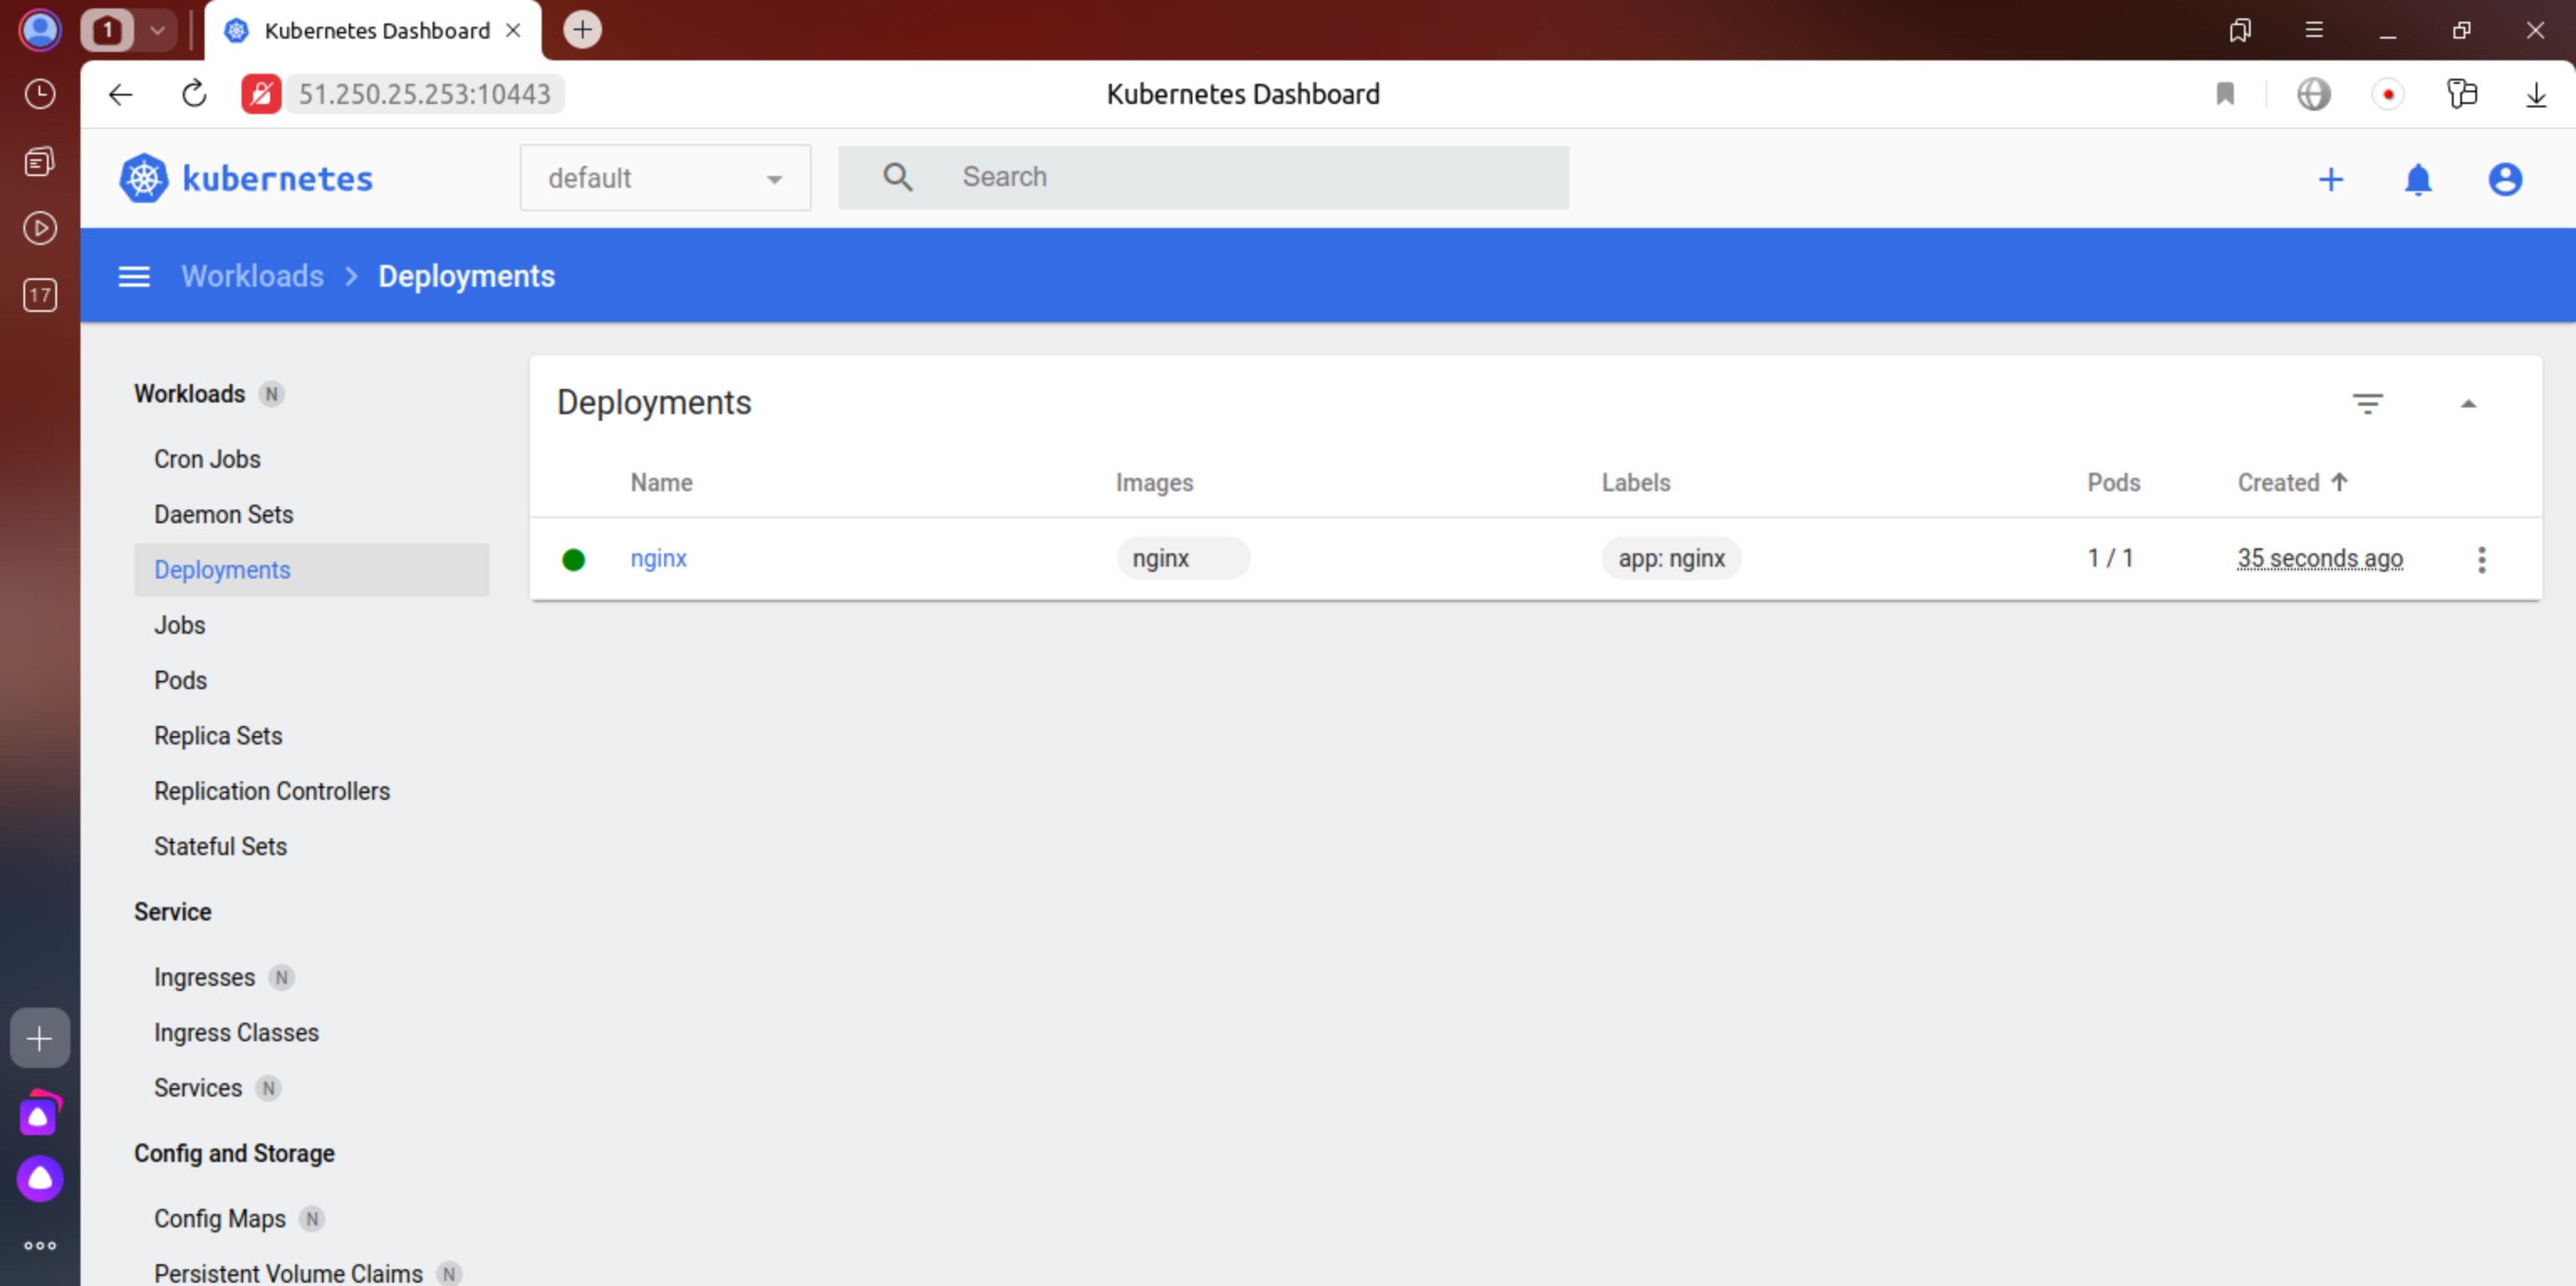 1
Kubernetes Dashboard
51.250.25.253:10443
Kubernetes Dashboard
17
kubernetes
default
Search
Workloads > Deployments
Workloads N
Cron Jobs
Daemon Sets
Deployments
Jobs
Pods
Replica Sets
Replication Controllers
Stateful Sets
Service
Ingresses N
Ingress Classes
Services N
Config and Storage
Config Maps N
Persistent Volume Claims N
Deployments
Name Images Labels Pods Created
nginx nginx app: nginx 1 / 1 35 seconds ago